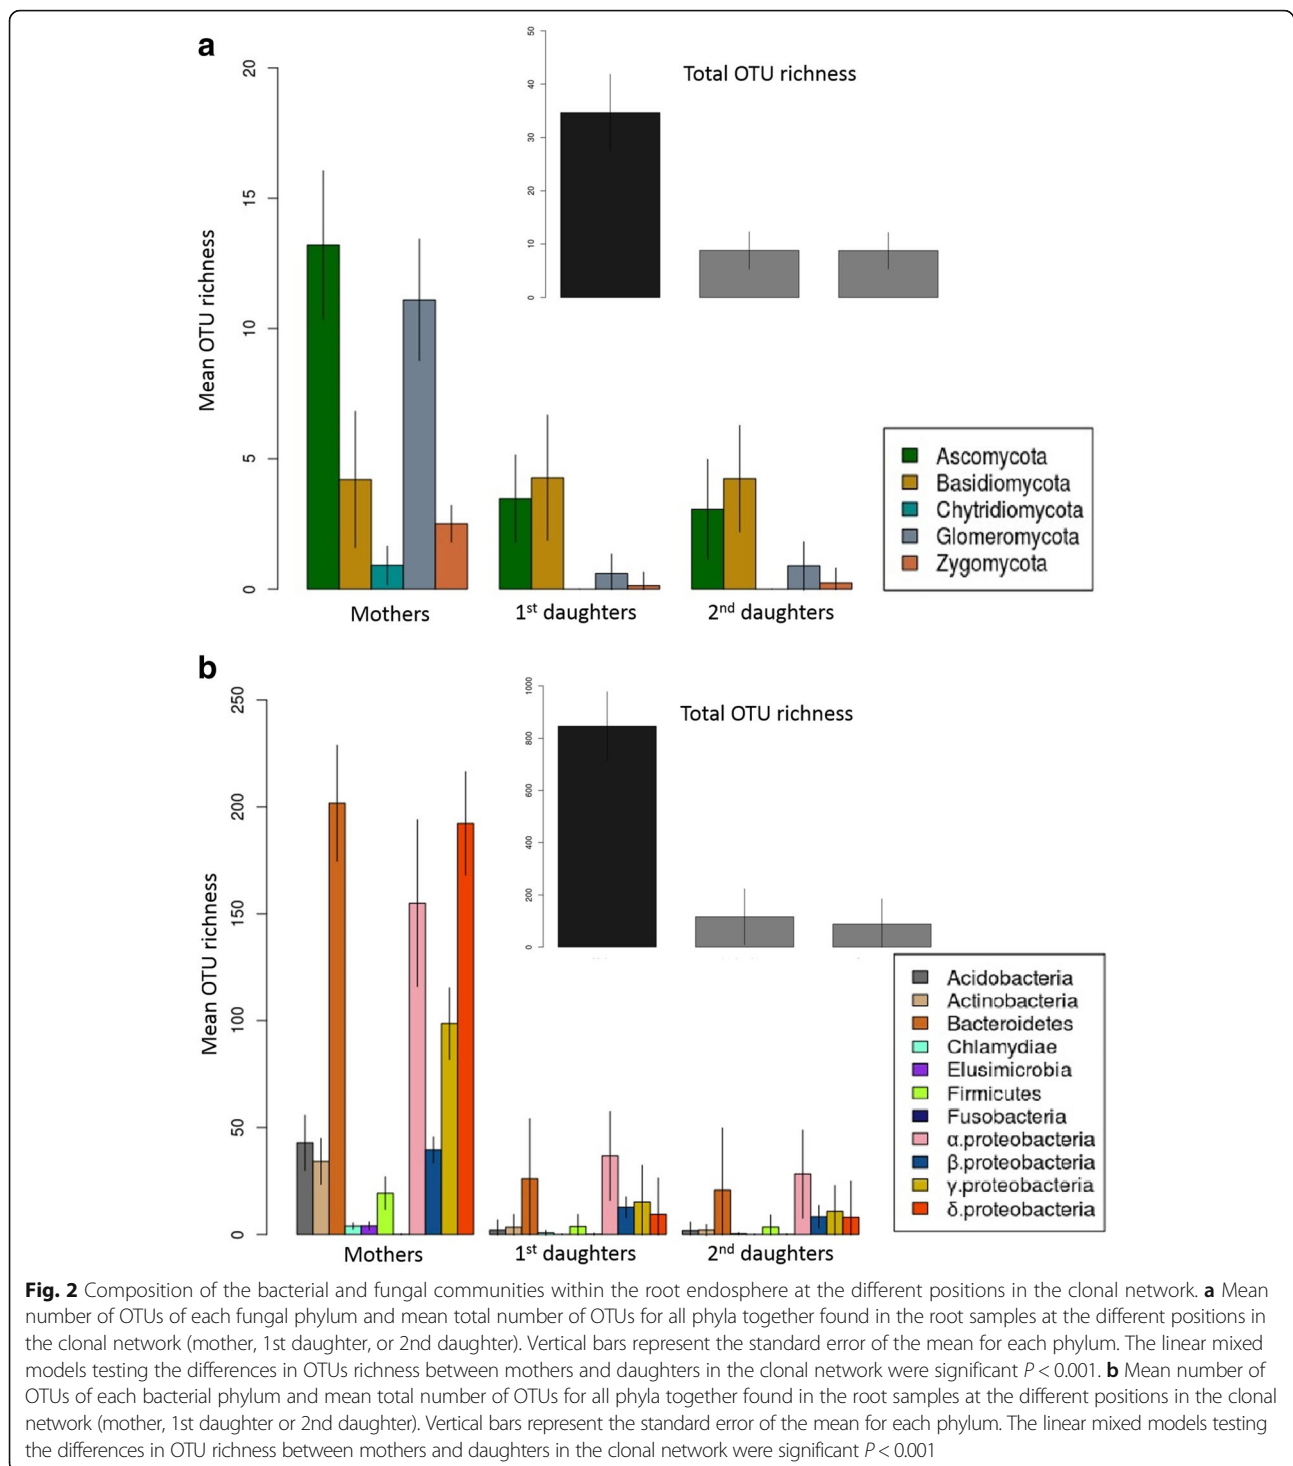 a
Total OTU richness
50
40
30
20
10
0
Mean OTU richness
20
15
10
5
0
Mothers
1st daughters
2nd daughters
Ascomycota
Basidiomycota
Chytridiomycota
Glomeromycota
Zygomycota
b
Total OTU richness
1000
800
600
400
200
0
Mean OTU richness
250
200
150
100
50
0
Mothers
1st daughters
2nd daughters
Acidobacteria
Actinobacteria
Bacteroidetes
Chlamydiae
Elusimicrobia
Firmicutes
Fusobacteria
α.proteobacteria
β.proteobacteria
γ.proteobacteria
δ.proteobacteria
Fig. 2 Composition of the bacterial and fungal communities within the root endosphere at the different positions in the clonal network. a Mean
number of OTUs of each fungal phylum and mean total number of OTUs for all phyla together found in the root samples at the different positions in
the clonal network (mother, 1st daughter, or 2nd daughter). Vertical bars represent the standard error of the mean for each phylum. The linear mixed
models testing the differences in OTUs richness between mothers and daughters in the clonal network were significant P < 0.001. b Mean number of
OTUs of each bacterial phylum and mean total number of OTUs for all phyla together found in the root samples at the different positions in the clonal
network (mother, 1st daughter or 2nd daughter). Vertical bars represent the standard error of the mean for each phylum. The linear mixed models testing
the differences in OTU richness between mothers and daughters in the clonal network were significant P < 0.001